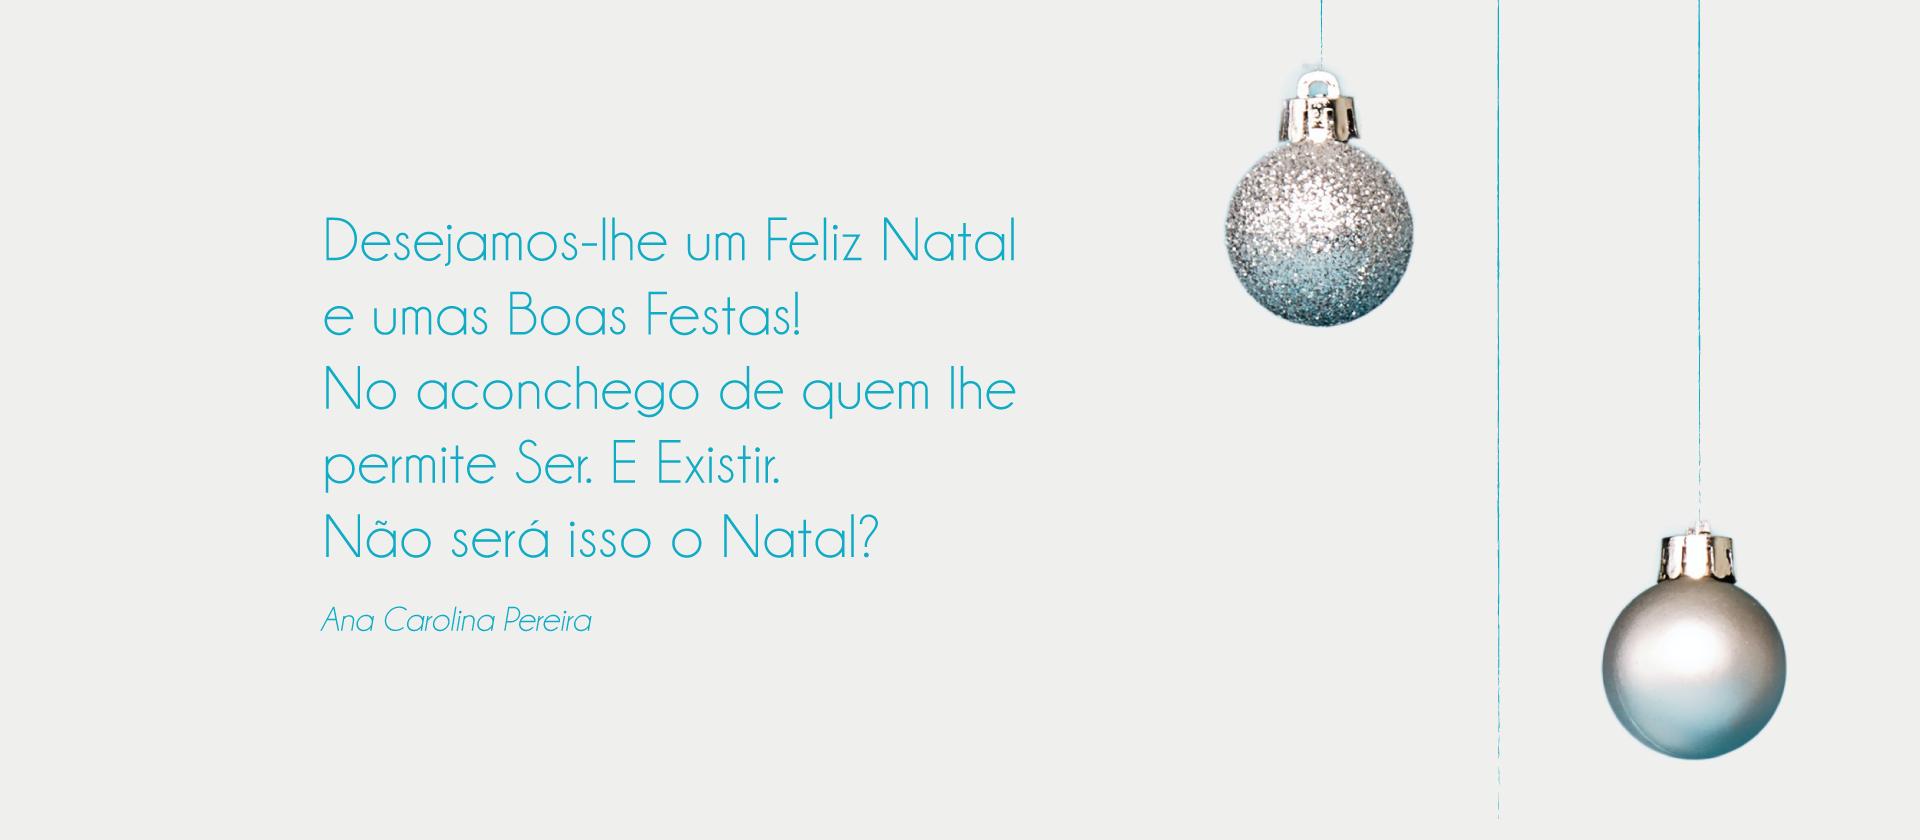 Desejamos-lhe um Feliz Natal
e umas Boas Festas!
No aconchego de quem lhe
permite Ser. E Existir.
Não será isso o Natal?
Ana Carolina Pereira